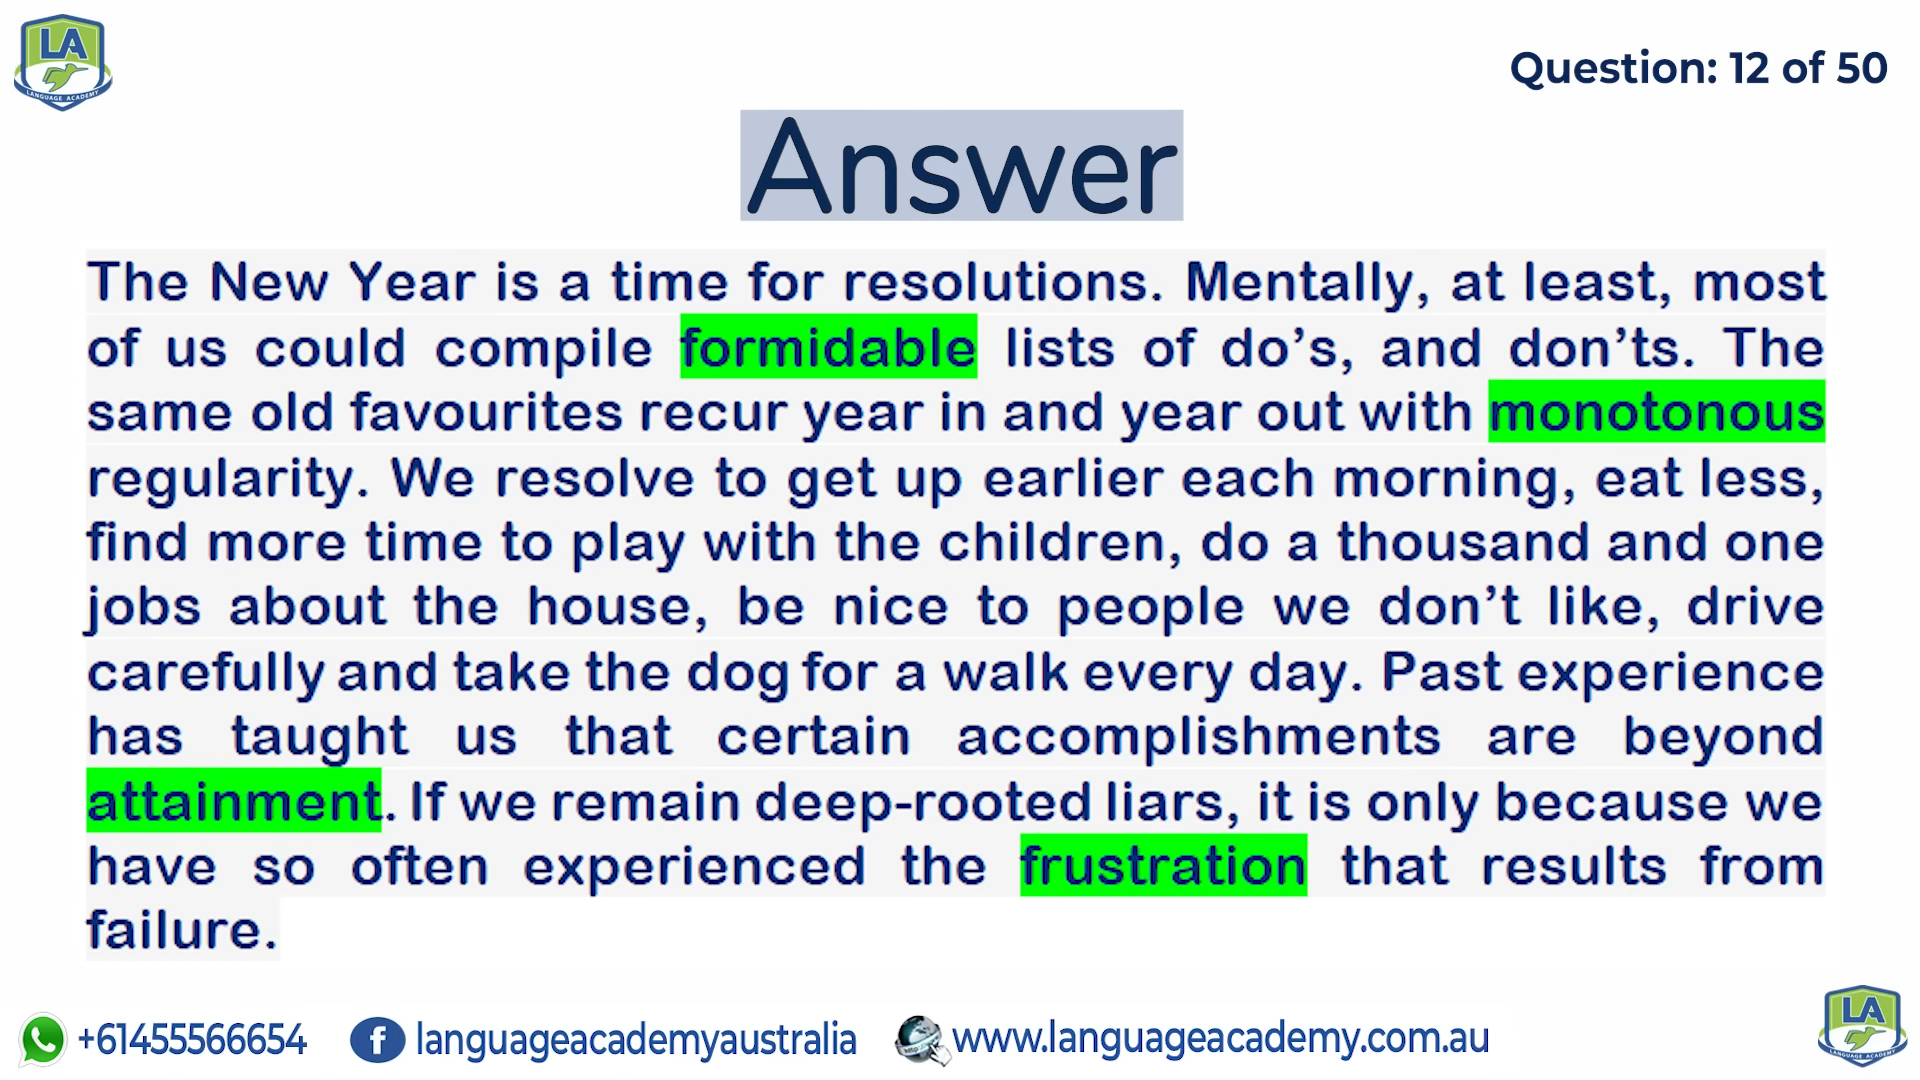 LA
LANGUAGE ACADEMY
Question: 12 of 50
Answer
The New Year is a time for resolutions. Mentally, at least, most
of us could compile formidable lists of do’s, and don’ts. The
same old favourites recur year in and year out with monotonous
regularity. We resolve to get up earlier each morning, eat less,
find more time to play with the children, do a thousand and one
jobs about the house, be nice to people we don’t like, drive
carefully and take the dog for a walk every day. Past experience
has taught us that certain accomplishments are beyond
attainment. If we remain deep-rooted liars, it is only because we
have so often experienced the frustration that results from
failure.
+61455566654
f languageacademyaustralia
www.languageacademy.com.au
LA
LANGUAGE ACADEMY